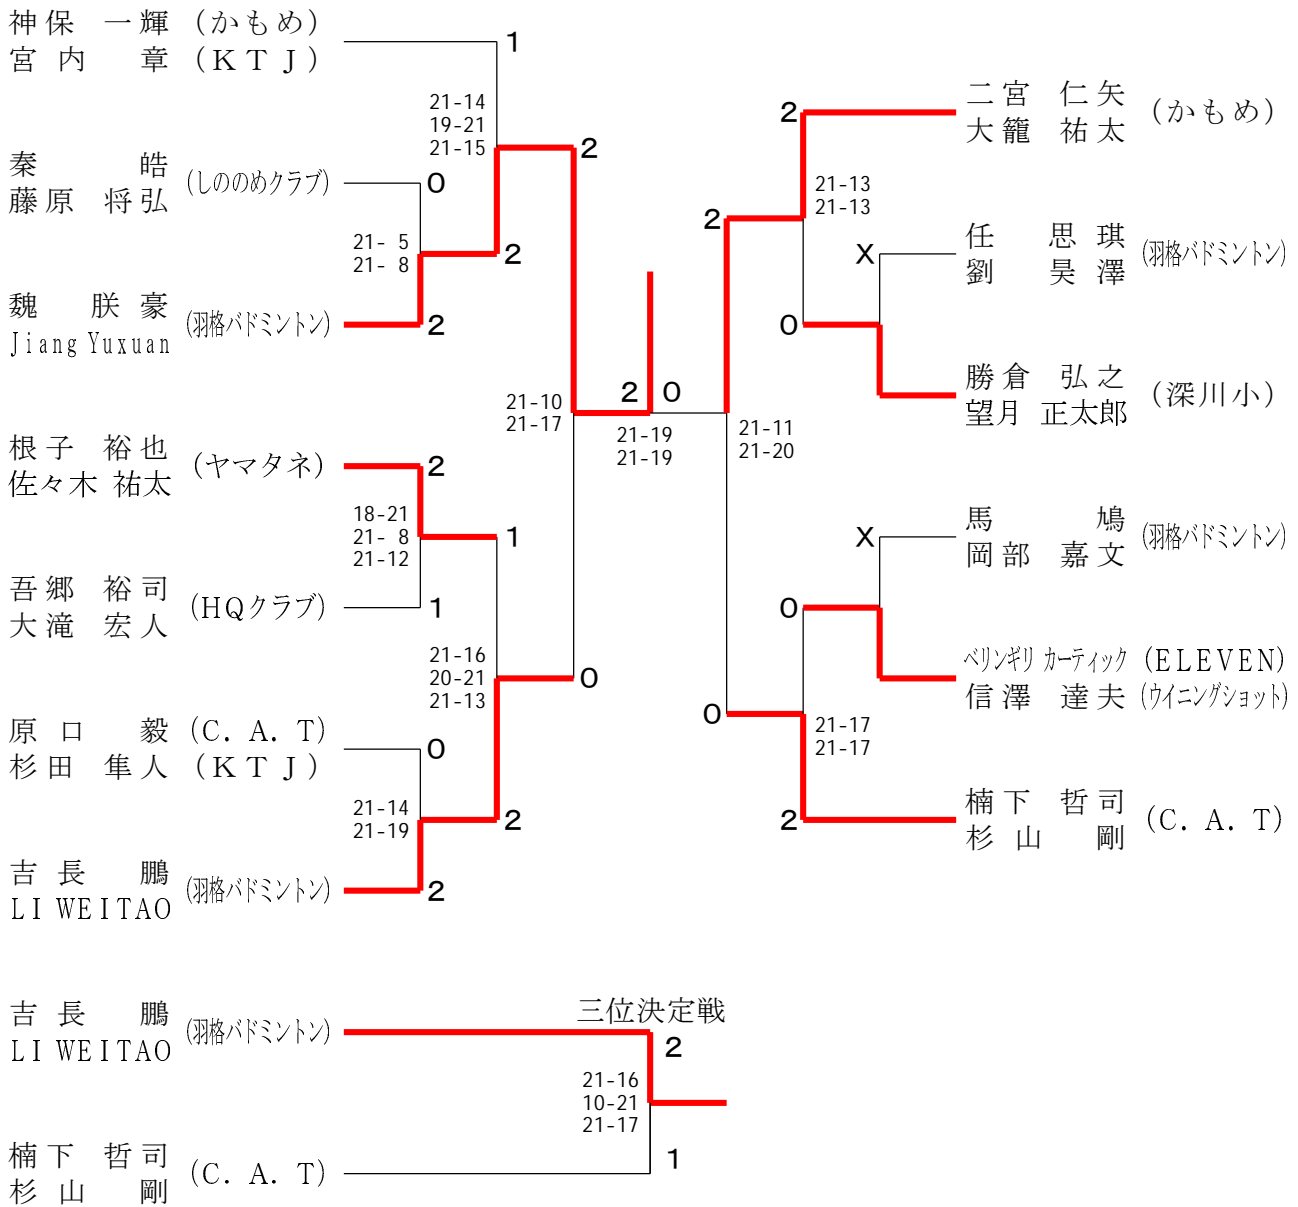 神保 一輝 (かもめ)
宮内 章 (ＫＴＪ)
1
21-14
19-21
21-15
2
秦 皓
藤原 将弘
(しののめクラブ)
0
21- 5
21- 8
2
魏 朕豪
Jiang Yuxuan
(羽格バドミントン)
2
21-10
21-17
根子 裕也
佐々木 祐太
(ヤマタネ)
2
18-21
21- 8
21-12
1
吾郷 裕司
大滝 宏人
(HQクラブ)
1
21-16
20-21
21-13
0
原口 毅 (C. A. T)
杉田 隼人 (ＫＴＪ)
0
21-14
21-19
2
吉長 鵬
LI WEITAO
(羽格バドミントン)
2
2 0
21-19
21-19
二宮 仁矢
大籠 祐太
(かもめ)
2
21-13
21-13
2
任 思琪
劉 昊澤
(羽格バドミントン)
X
0
勝倉 弘之
望月 正太郎
(深川小)
21-11
21-20
馬 鳩
岡部 嘉文
(羽格バドミントン)
X
0
ベリンギリ カーティック (ELEVEN)
信澤 達夫 (ウイニングショット)
0
21-17
21-17
楠下 哲司
杉山 剛
(C. A. T)
2
三位決定戦
吉長 鵬
LI WEITAO
(羽格バドミントン)
2
21-16
10-21
21-17
楠下 哲司
杉山 剛
(C. A. T)
1